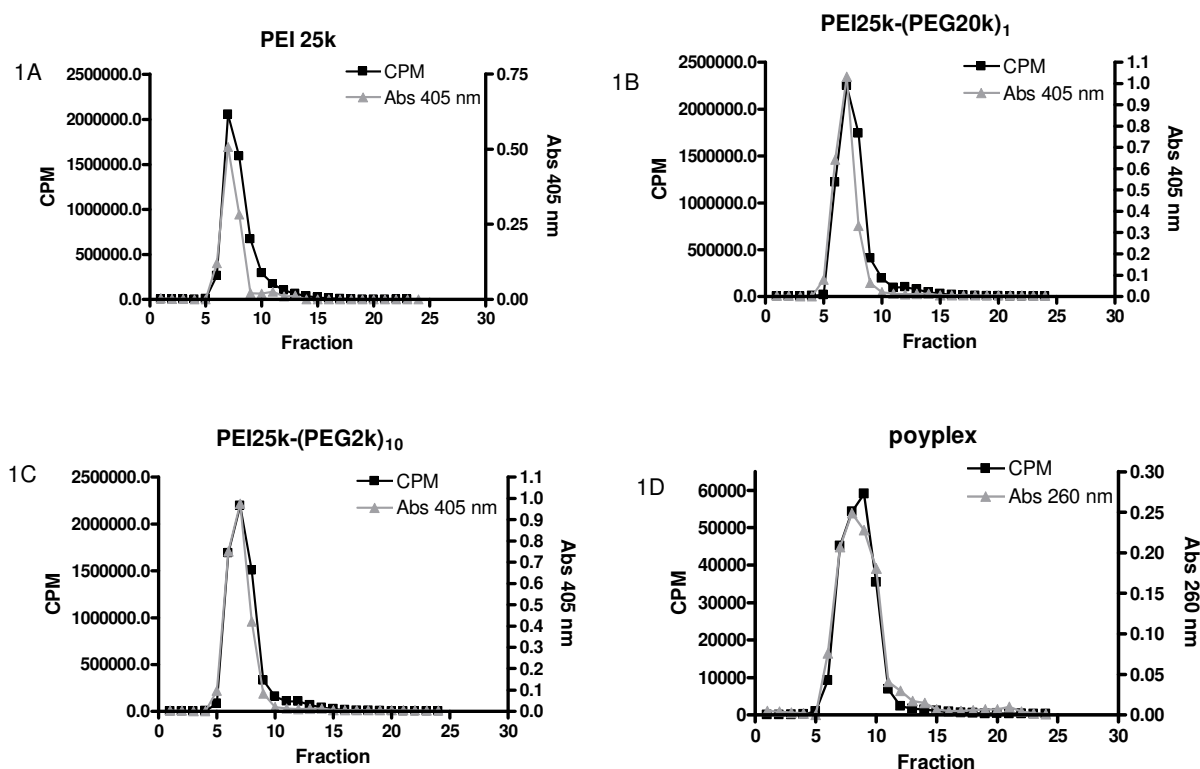 1A
PEI 25k
CPM
Abs 405 nm
2500000.0
2000000.0
1500000.0
1000000.0
500000.0
0.0
CPM
0.75
0.50
0.25
0.00
Abs 405 nm
0 5 10 15 20 25 30
Fraction
1B
PEI25k-(PEG20k)1
CPM
Abs 405 nm
2500000.0
2000000.0
1500000.0
1000000.0
500000.0
0.0
CPM
1.1
1.0
0.9
0.8
0.7
0.6
0.5
0.4
0.3
0.2
0.1
0.0
Abs 405 nm
0 5 10 15 20 25 30
Fraction
1C
PEI25k-(PEG2k)10
CPM
Abs 405 nm
2500000.0
2000000.0
1500000.0
1000000.0
500000.0
0.0
CPM
1.1
1.0
0.9
0.8
0.7
0.6
0.5
0.4
0.3
0.2
0.1
0.0
Abs 405 nm
0 5 10 15 20 25 30
Fraction
1D
poyplex
CPM
Abs 260 nm
60000
50000
40000
30000
20000
10000
0
CPM
0.30
0.25
0.20
0.15
0.10
0.05
0.00
Abs 260 nm
0 5 10 15 20 25 30
Fraction